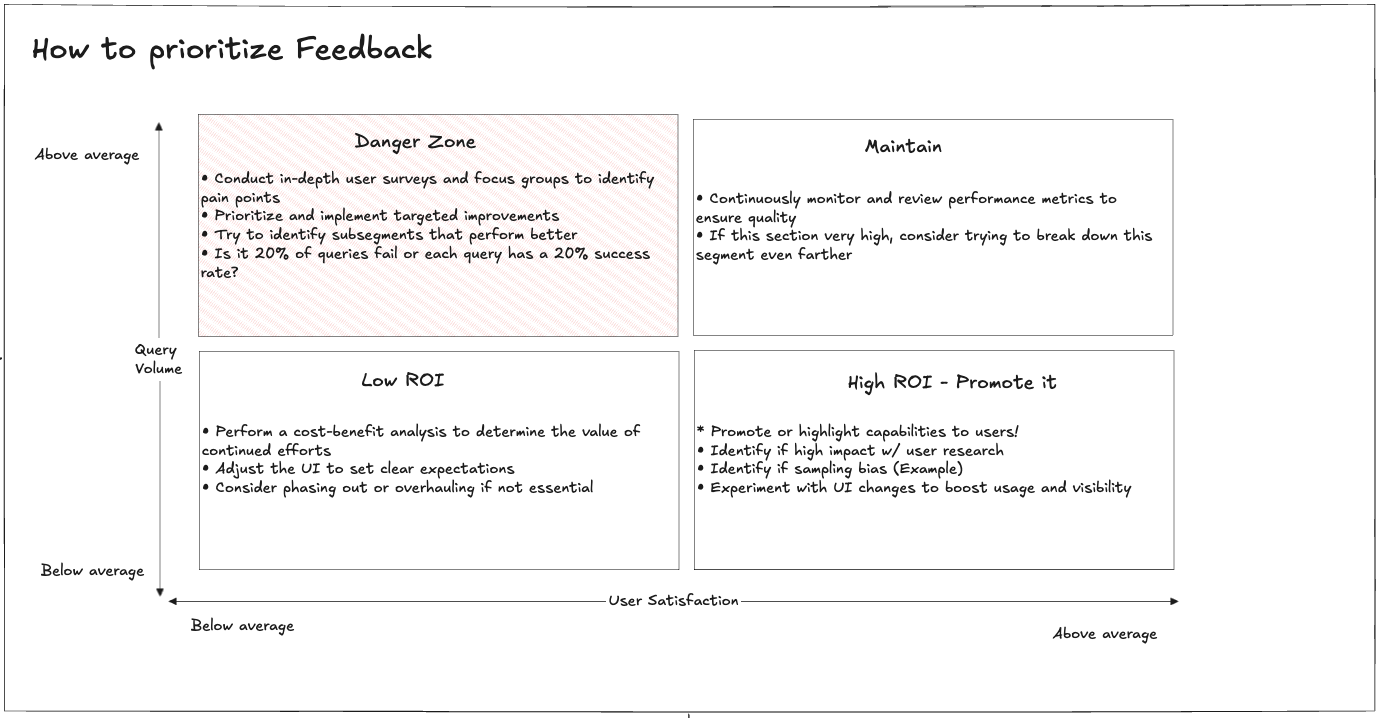 How to prioritize Feedback
Above average
Danger Zone
• Conduct in-depth user surveys and focus groups to identify
pain points
• Prioritize and implement targeted improvements
• Try to identify subsegments that perform better
• Is it 20% of queries fail or each query has a 20% success
rate?
Maintain
• Continuously monitor and review performance metrics to
ensure quality
• If this section very high, consider trying to break down this
segment even farther
Query
Volume
Low ROI
• Perform a cost-benefit analysis to determine the value of
continued efforts
• Adjust the UI to set clear expectations
• Consider phasing out or overhauling if not essential
High ROI - Promote it
* Promote or highlight capabilities to users!
• Identify if high impact w/ user research
• Identify if sampling bias (Example)
• Experiment with UI changes to boost usage and visibility
Below average
User Satisfaction
Below average
Above average